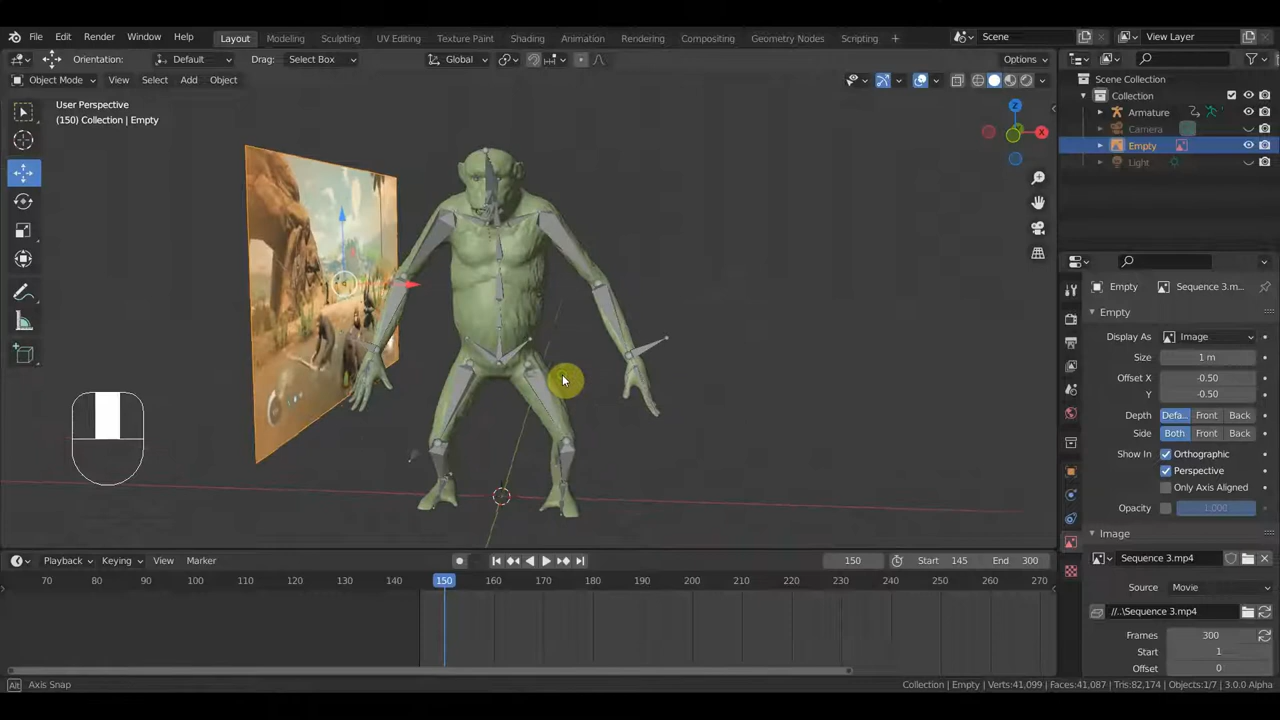 File Edit Render Window Help Layout Modeling Sculpting UV Editing Texture Paint Shading Animation Rendering Compositing Geometry Nodes Scripting + Scene View Layer
Orientation: Default Drag: Select Box Global Options
Object Mode View Select Add Object
User Perspective
(150) Collection | Empty
Z
X
Scene Collection
Collection
Armature
Camera
Empty
Light
Empty Sequence 3.m...
Empty
Display As Image
Size 1 m
Offset X -0.50
Y -0.50
Depth Defa... Front Back
Side Both Front Back
Show In Orthographic
Perspective
Only Axis Aligned
Opacity 1.000
Image
Sequence 3.mp4
Source Movie
//..\Sequence 3.mp4
Frames 300
Start 1
Offset 0
Playback Keying View Marker 150 Start 145 End 300
70 80 90 100 110 120 130 140 150 160 170 180 190 200 210 220 230 240 250 260 270
Alt Axis Snap Collection | Empty | Verts:41,099 | Faces:41,087 | Tris:82,174 | Objects:1/7 | 3.0.0 Alpha